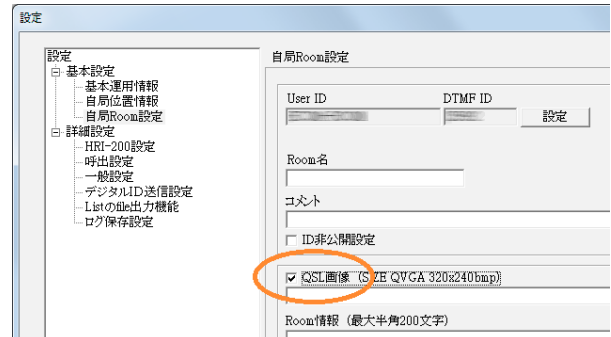 設定
設定
基本設定
基本運用情報
自局位置情報
自局Room設定
詳細設定
HRI-200設定
呼出設定
一般設定
デジタルID送信設定
Listのfile出力機能
ログ保存設定
自局Room設定
User ID
DTMF ID
設定
Room名
コメント
ID非公開設定
QSL画像 (SIZE QVGA 320x240bmp)
Room情報 (最大半角200文字)